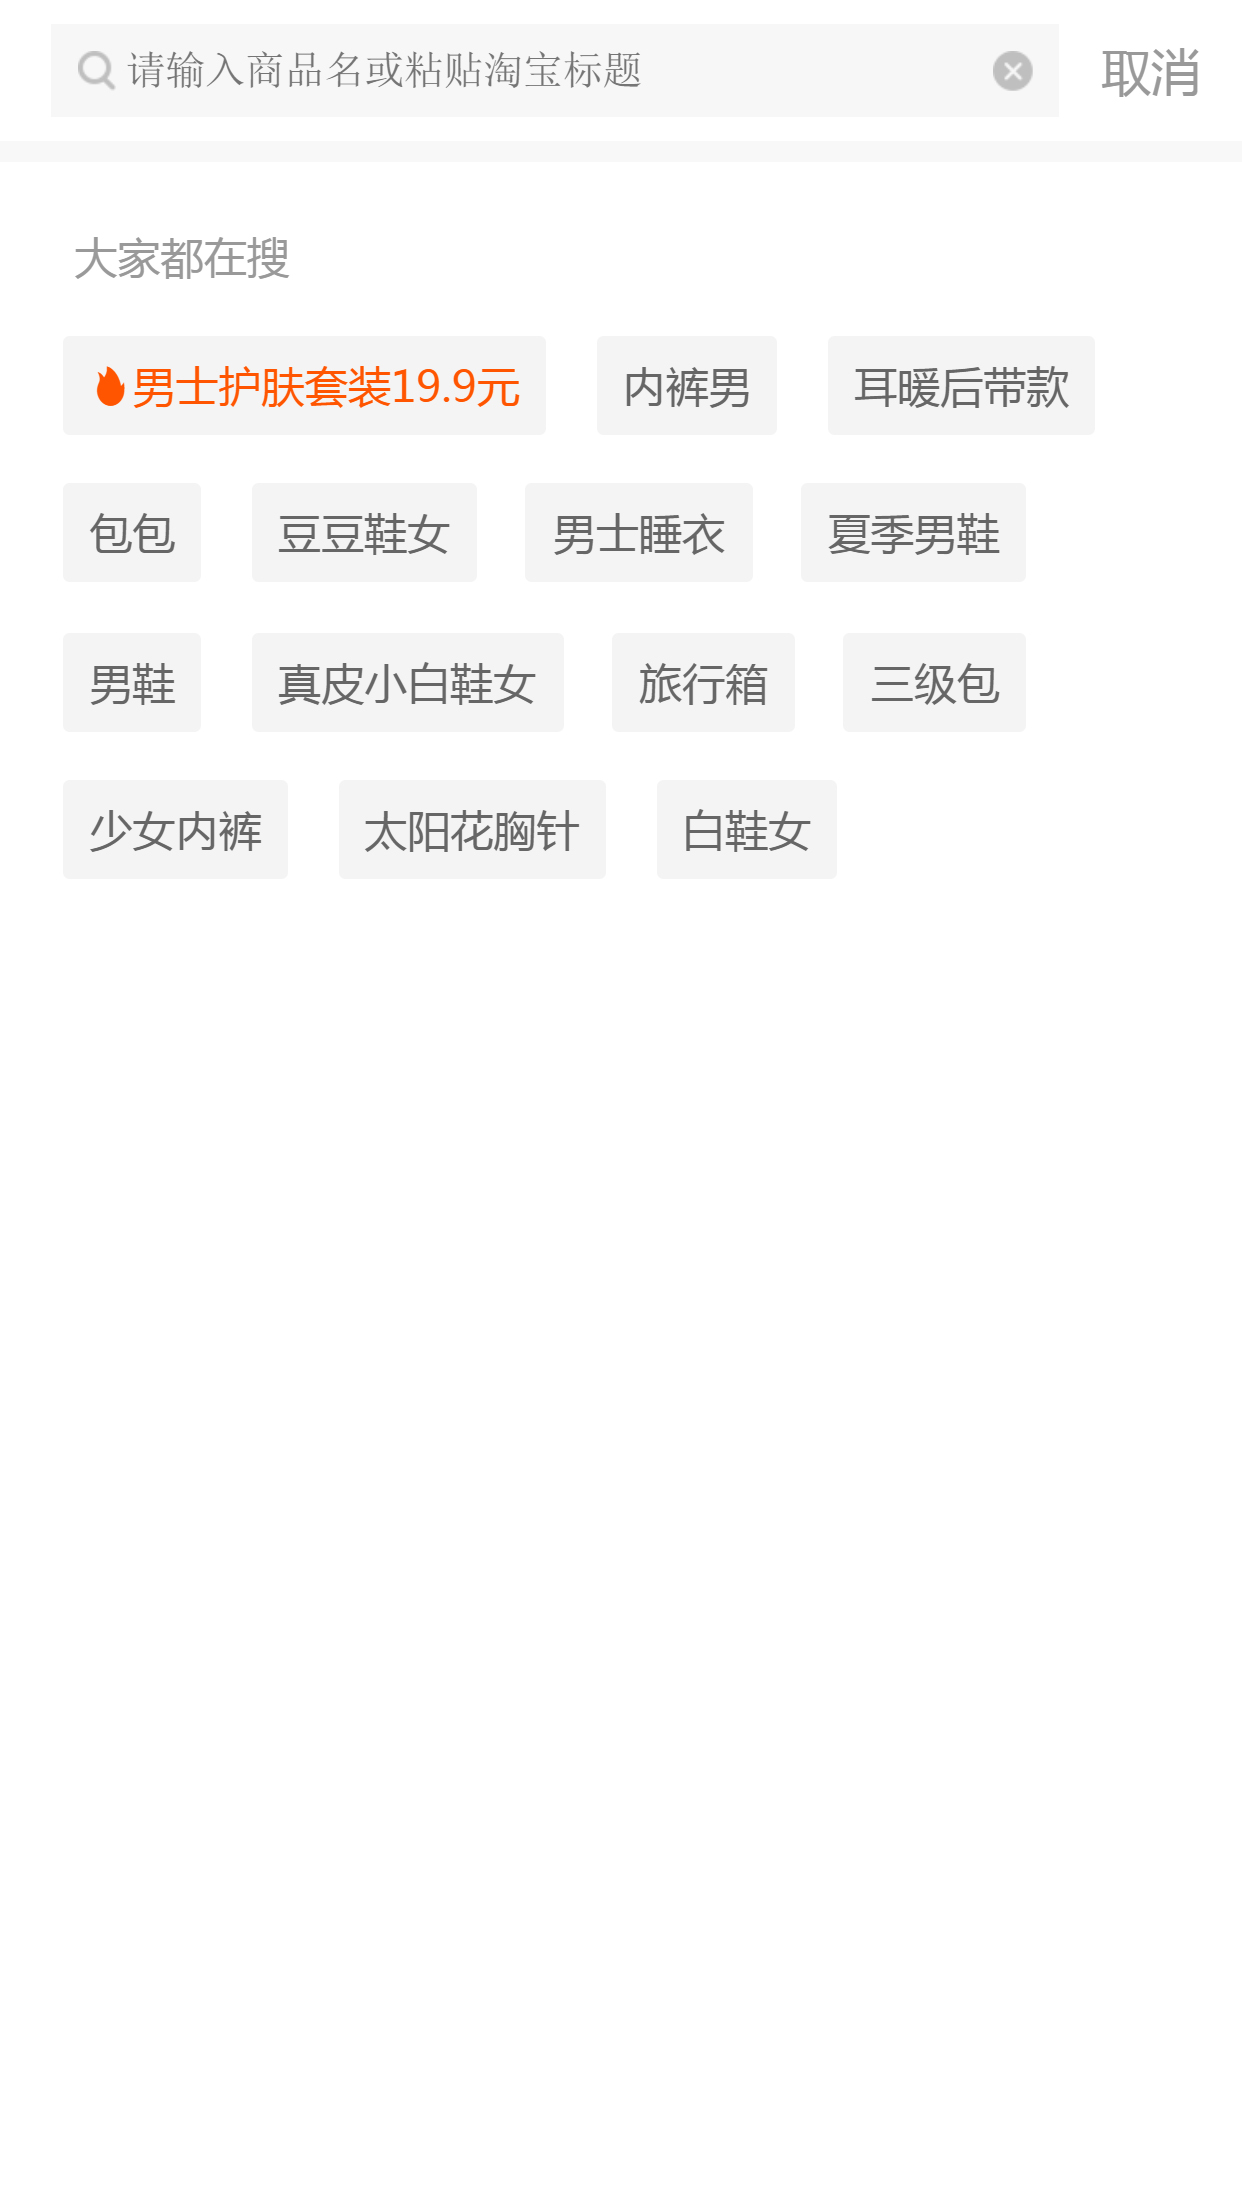 请输入商品名或粘贴淘宝标题 取消
大家都在搜
男士护肤套装19.9元 内裤男 耳暖后带款
包包 豆豆鞋女 男士睡衣 夏季男鞋
男鞋 真皮小白鞋女 旅行箱 三级包
少女内裤 太阳花胸针 白鞋女